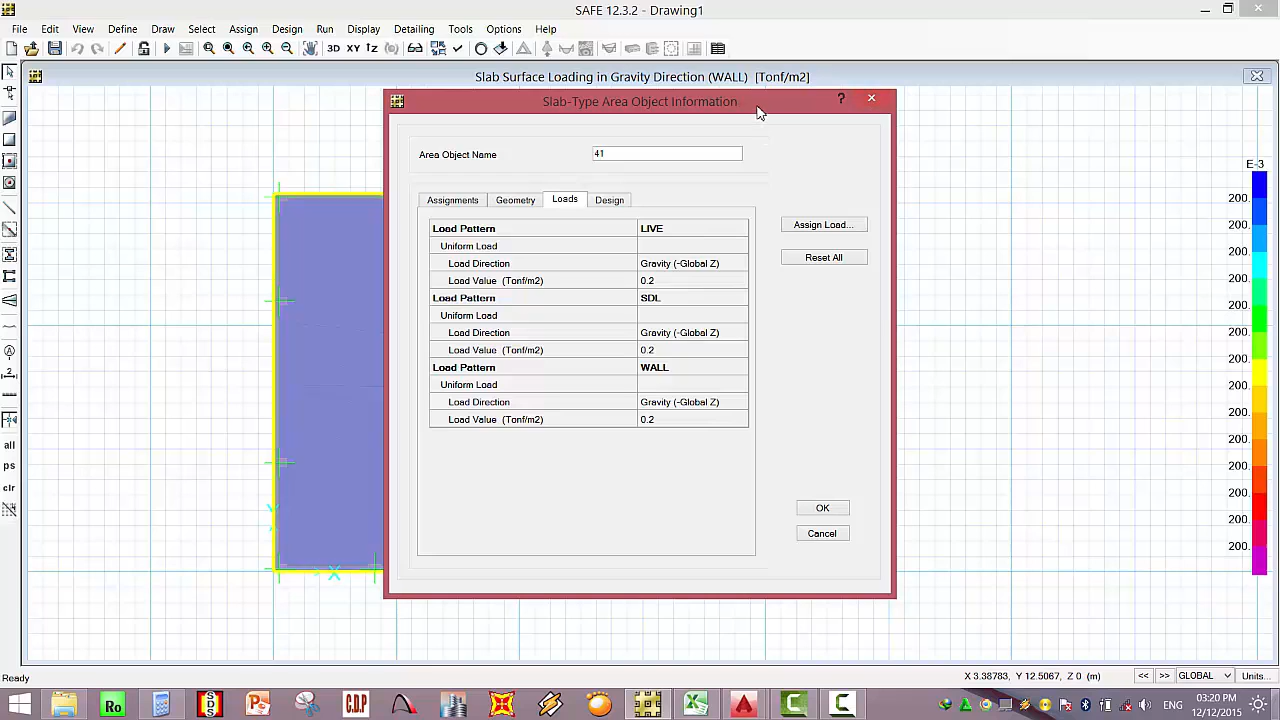 SAFE 12.3.2 - Drawing1
File Edit View Define Draw Select Assign Design Run Display Detailing Tools Options Help
3D XY
Slab Surface Loading in Gravity Direction (WALL) [Tonf/m2]
Slab-Type Area Object Information
?
Area Object Name 41
Assignments Geometry Loads Design
Load Pattern LIVE
Uniform Load
Load Direction Gravity (-Global Z)
Load Value (Tonf/m2) 0.2
Load Pattern SDL
Uniform Load
Load Direction Gravity (-Global Z)
Load Value (Tonf/m2) 0.2
Load Pattern WALL
Uniform Load
Load Direction Gravity (-Global Z)
Load Value (Tonf/m2) 0.2
Assign Load...
Reset All
OK
Cancel
E-3
200.
200.
200.
200.
200.
200.
200.
200.
200.
200.
200.
200.
200.
200.
all
ps
clr
X
Y
Ready
X 3.38783, Y 12.5067, Z 0 (m)
<< >> GLOBAL Units...
Ro
SDS
C.D.P
ENG
03:20 PM
12/12/2015